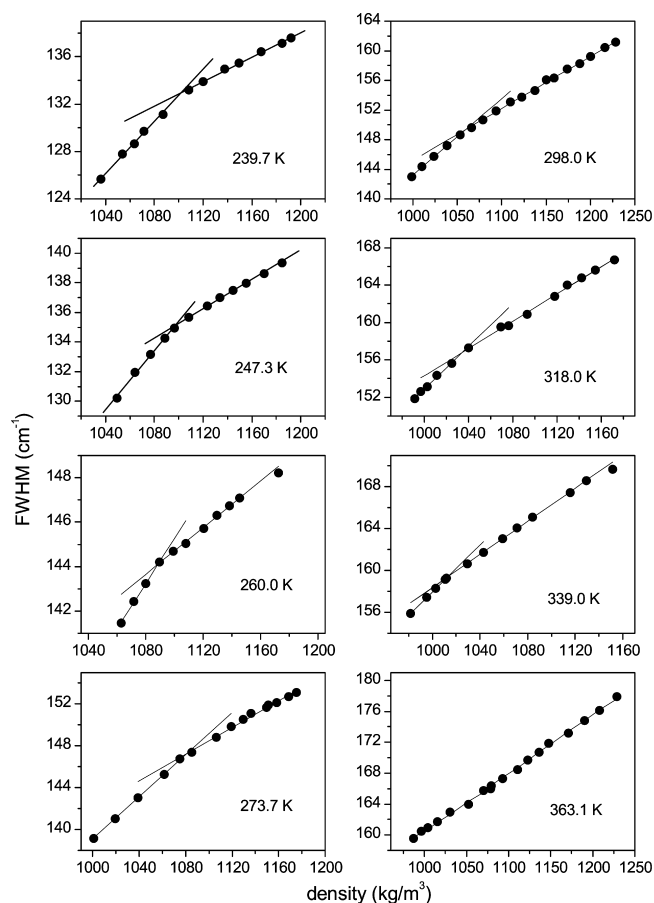 136
132
128
124
1040 1080 1120 1160 1200
239.7 K
164
160
156
152
148
144
140
1000 1050 1100 1150 1200 1250
298.0 K
140
138
136
134
132
130
1040 1080 1120 1160 1200
247.3 K
168
164
160
156
152
1000 1040 1080 1120 1160
318.0 K
148
146
144
142
1040 1080 1120 1160 1200
260.0 K
172
168
164
160
156
1000 1040 1080 1120 1160
339.0 K
152
148
144
140
1000 1040 1080 1120 1160 1200
273.7 K
180
176
172
168
164
160
1000 1050 1100 1150 1200 1250
363.1 K
FWHM (cm⁻¹)
density (kg/m³)